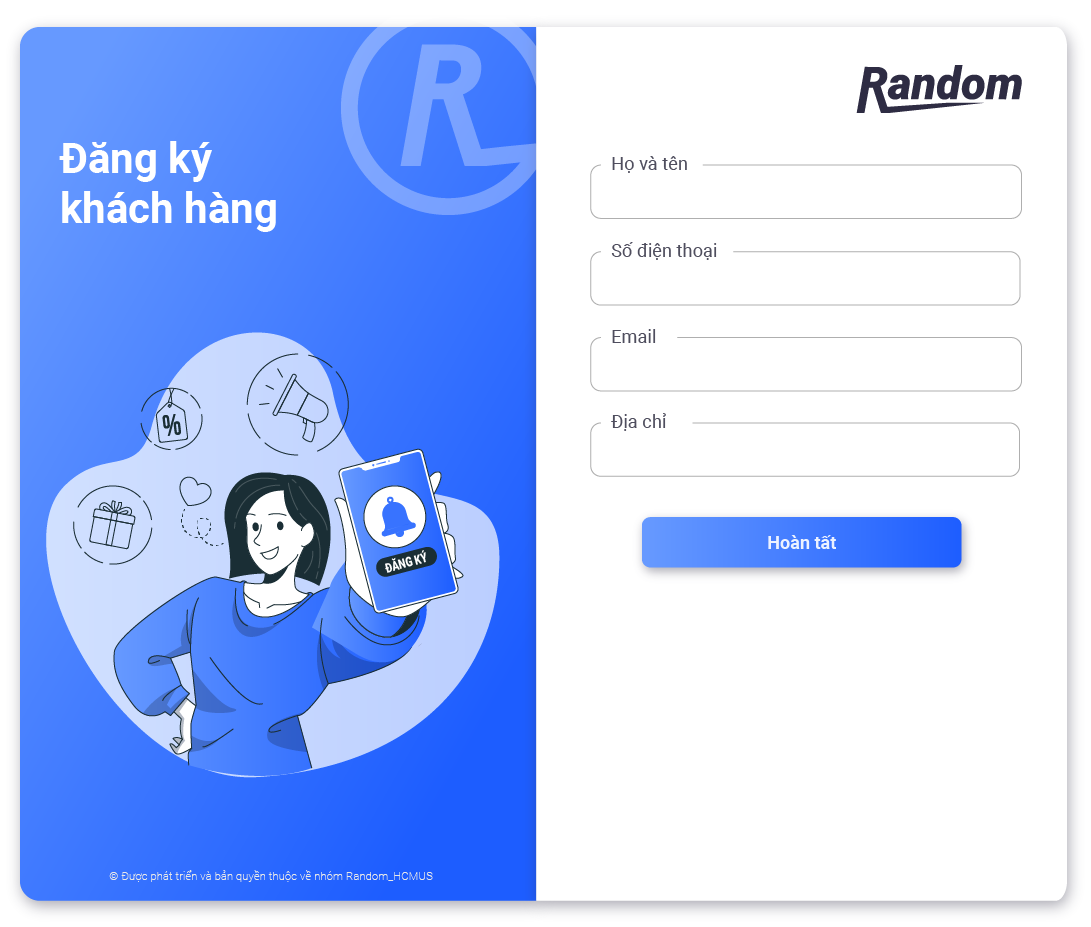 R
Đăng ký
khách hàng
%
ĐĂNG KÝ
© Được phát triển và bản quyền thuộc về nhóm Random_HCMUS
Random
Họ và tên
Số điện thoại
Email
Địa chỉ
Hoàn tất